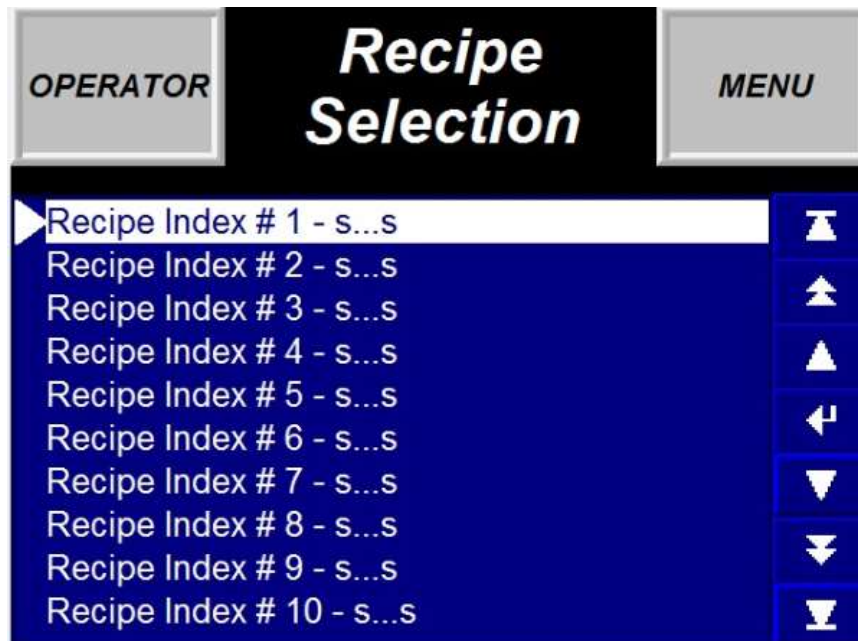 OPERATOR
Recipe
Selection
MENU
Recipe Index # 1 - s...s
Recipe Index # 2 - s...s
Recipe Index # 3 - s...s
Recipe Index # 4 - s...s
Recipe Index # 5 - s...s
Recipe Index # 6 - s...s
Recipe Index # 7 - s...s
Recipe Index # 8 - s...s
Recipe Index # 9 - s...s
Recipe Index # 10 - s...s